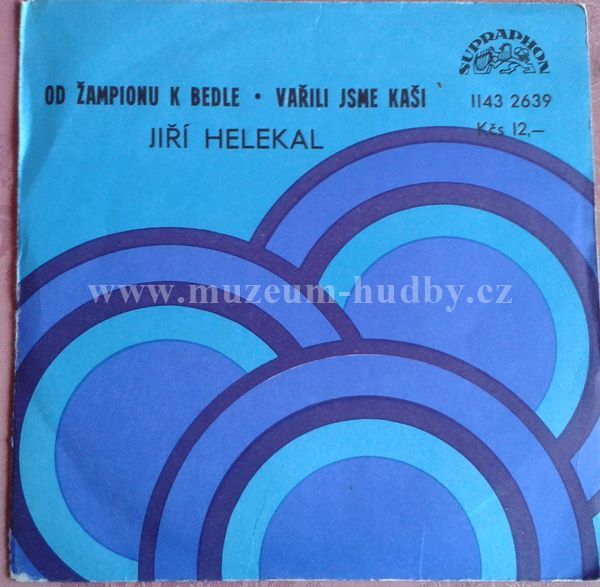 SUPRAPHON
OD ŽAMPIONU K BEDLE • VAŘILI JSME KAŠI
1143 2639
JIŘÍ HELEKAL
Kčs 12,—
www.muzeum-hudby.cz